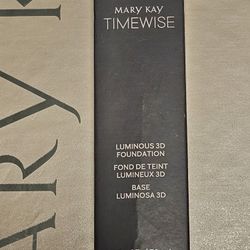 MARY KAY
TIMEWISE
LUMINOUS 3D
FOUNDATION
FOND DE TEINT
LUMINEUX 3D
BASE
LUMINOSA 3D